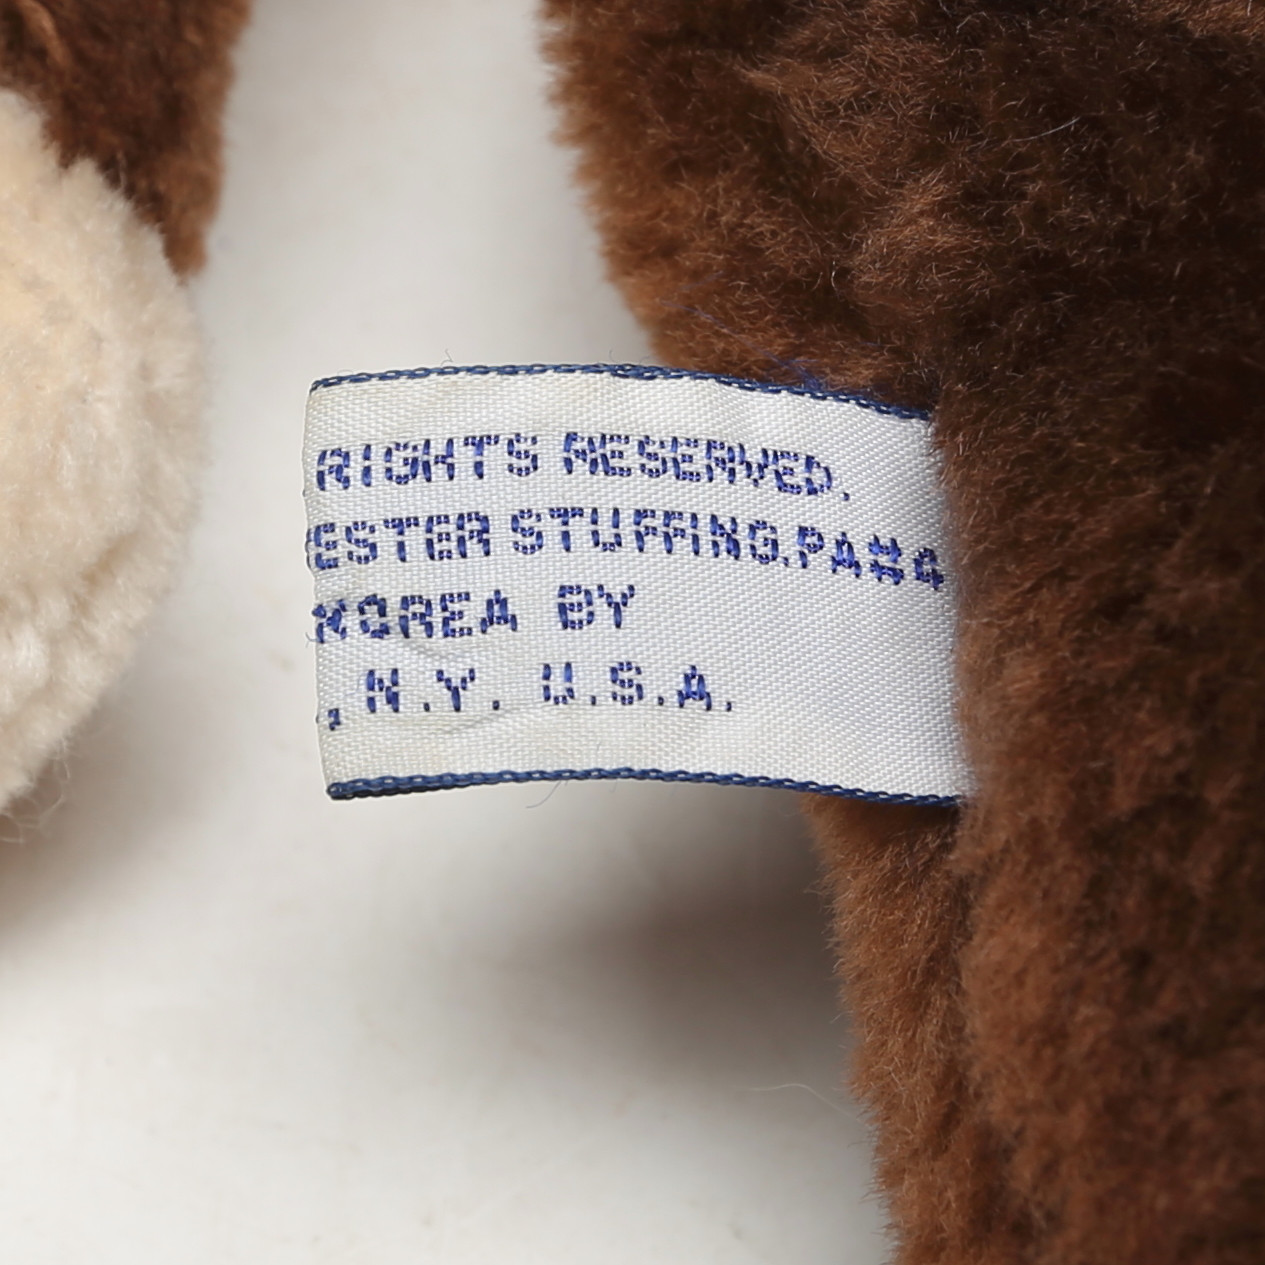 RIGHTS RESERVED.
ESTER STUFFING.PA#4
KOREA BY
, N.Y. U.S.A.